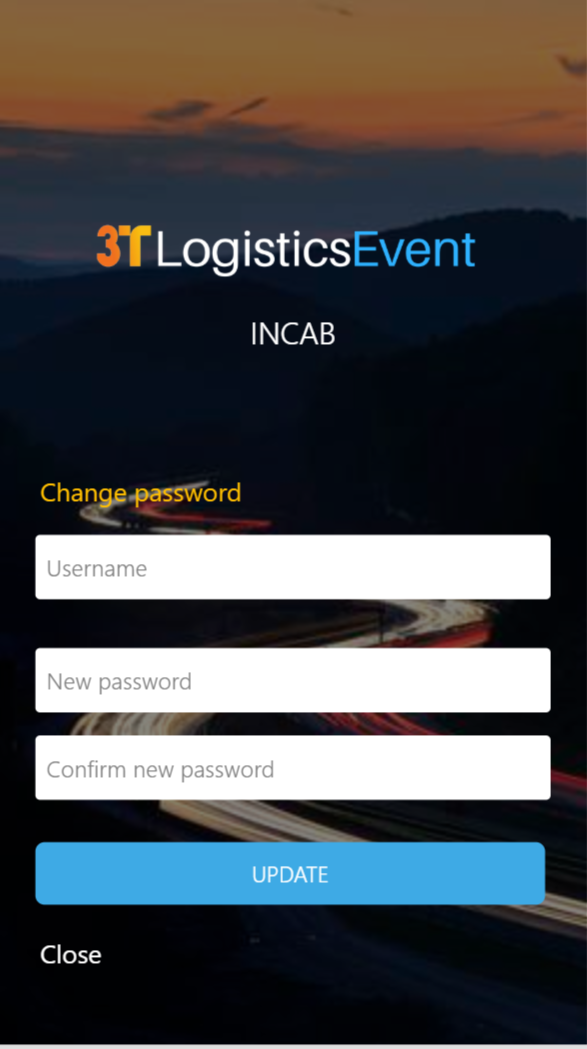 3T LogisticsEvent
INCAB
Change password
Username
New password
Confirm new password
UPDATE
Close